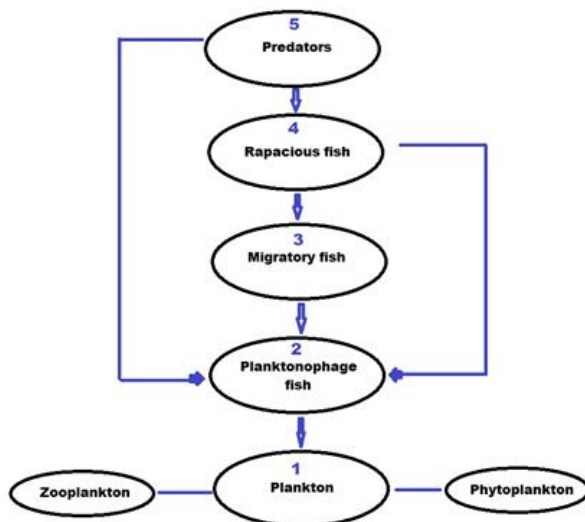 5
Predators
4
Rapacious fish
3
Migratory fish
2
Planktonophage
fish
1
Plankton
Zooplankton
Phytoplankton